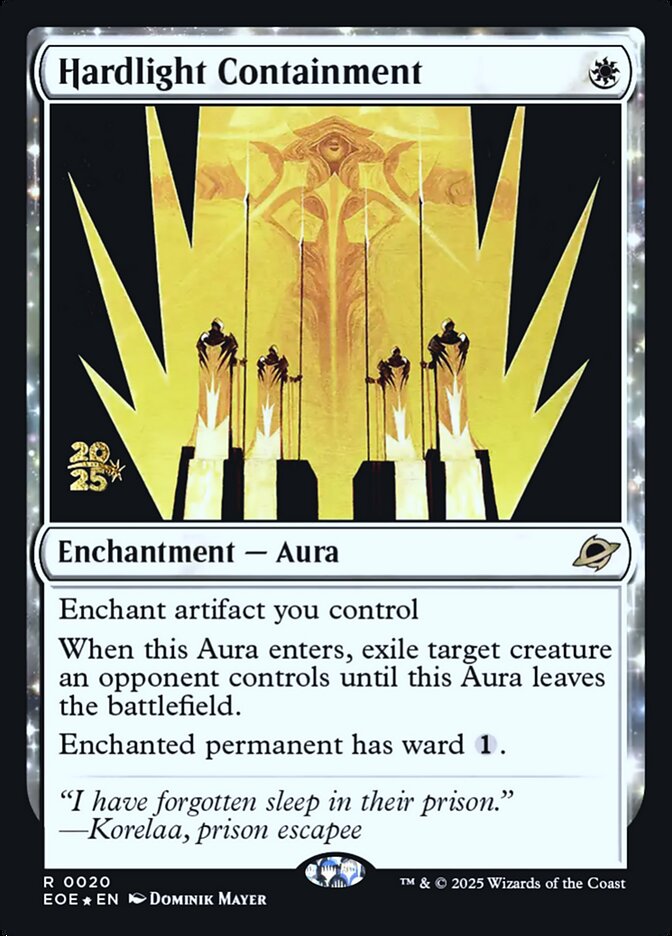 Hardlight Containment
20
25
Enchantment — Aura
Enchant artifact you control
When this Aura enters, exile target creature
an opponent controls until this Aura leaves
the battlefield.
Enchanted permanent has ward 1.
“I have forgotten sleep in their prison.”
—Korelaa, prison escapee
R 0020
EOE★EN Dominik Mayer
™ & © 2025 Wizards of the Coast